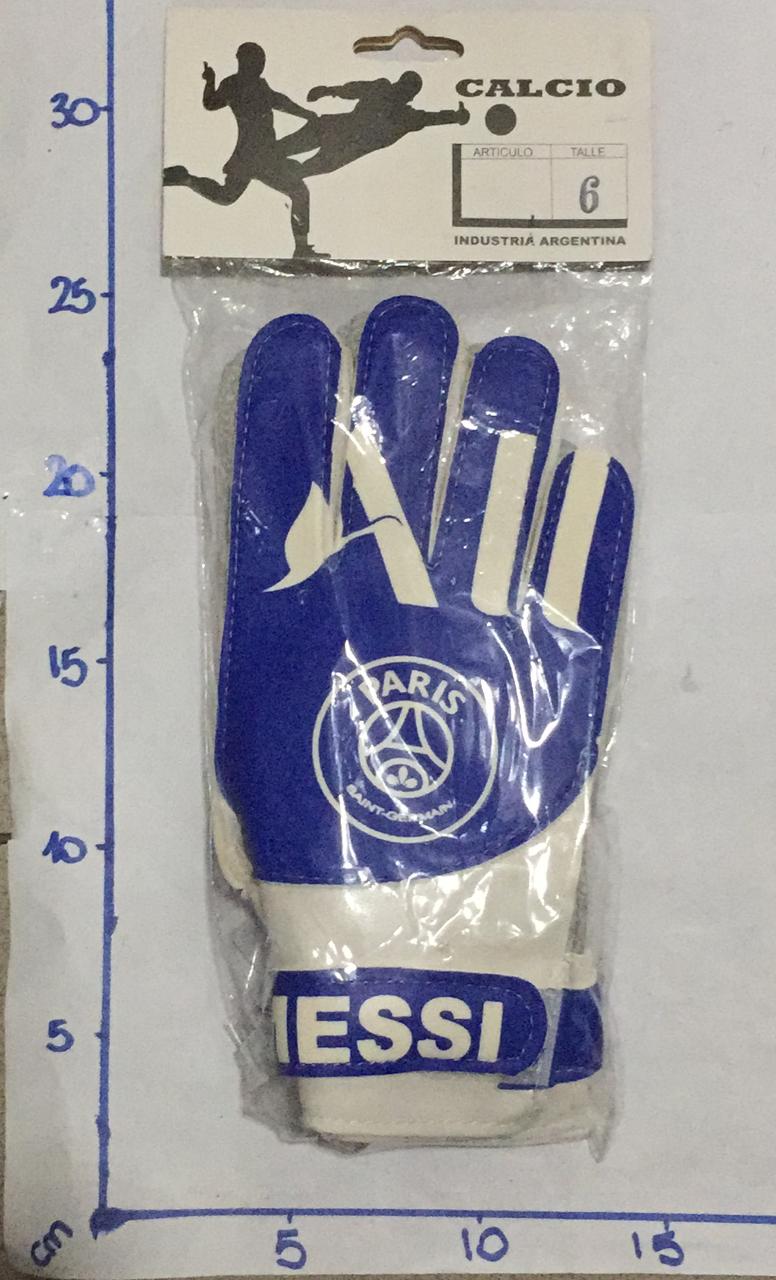 CALCIO
ARTICULO TALLE
6
INDUSTRIA ARGENTINA
30
25
20
15
10
5
PARIS
SAINT-GERMAIN
MESSI
cm
5 10 15